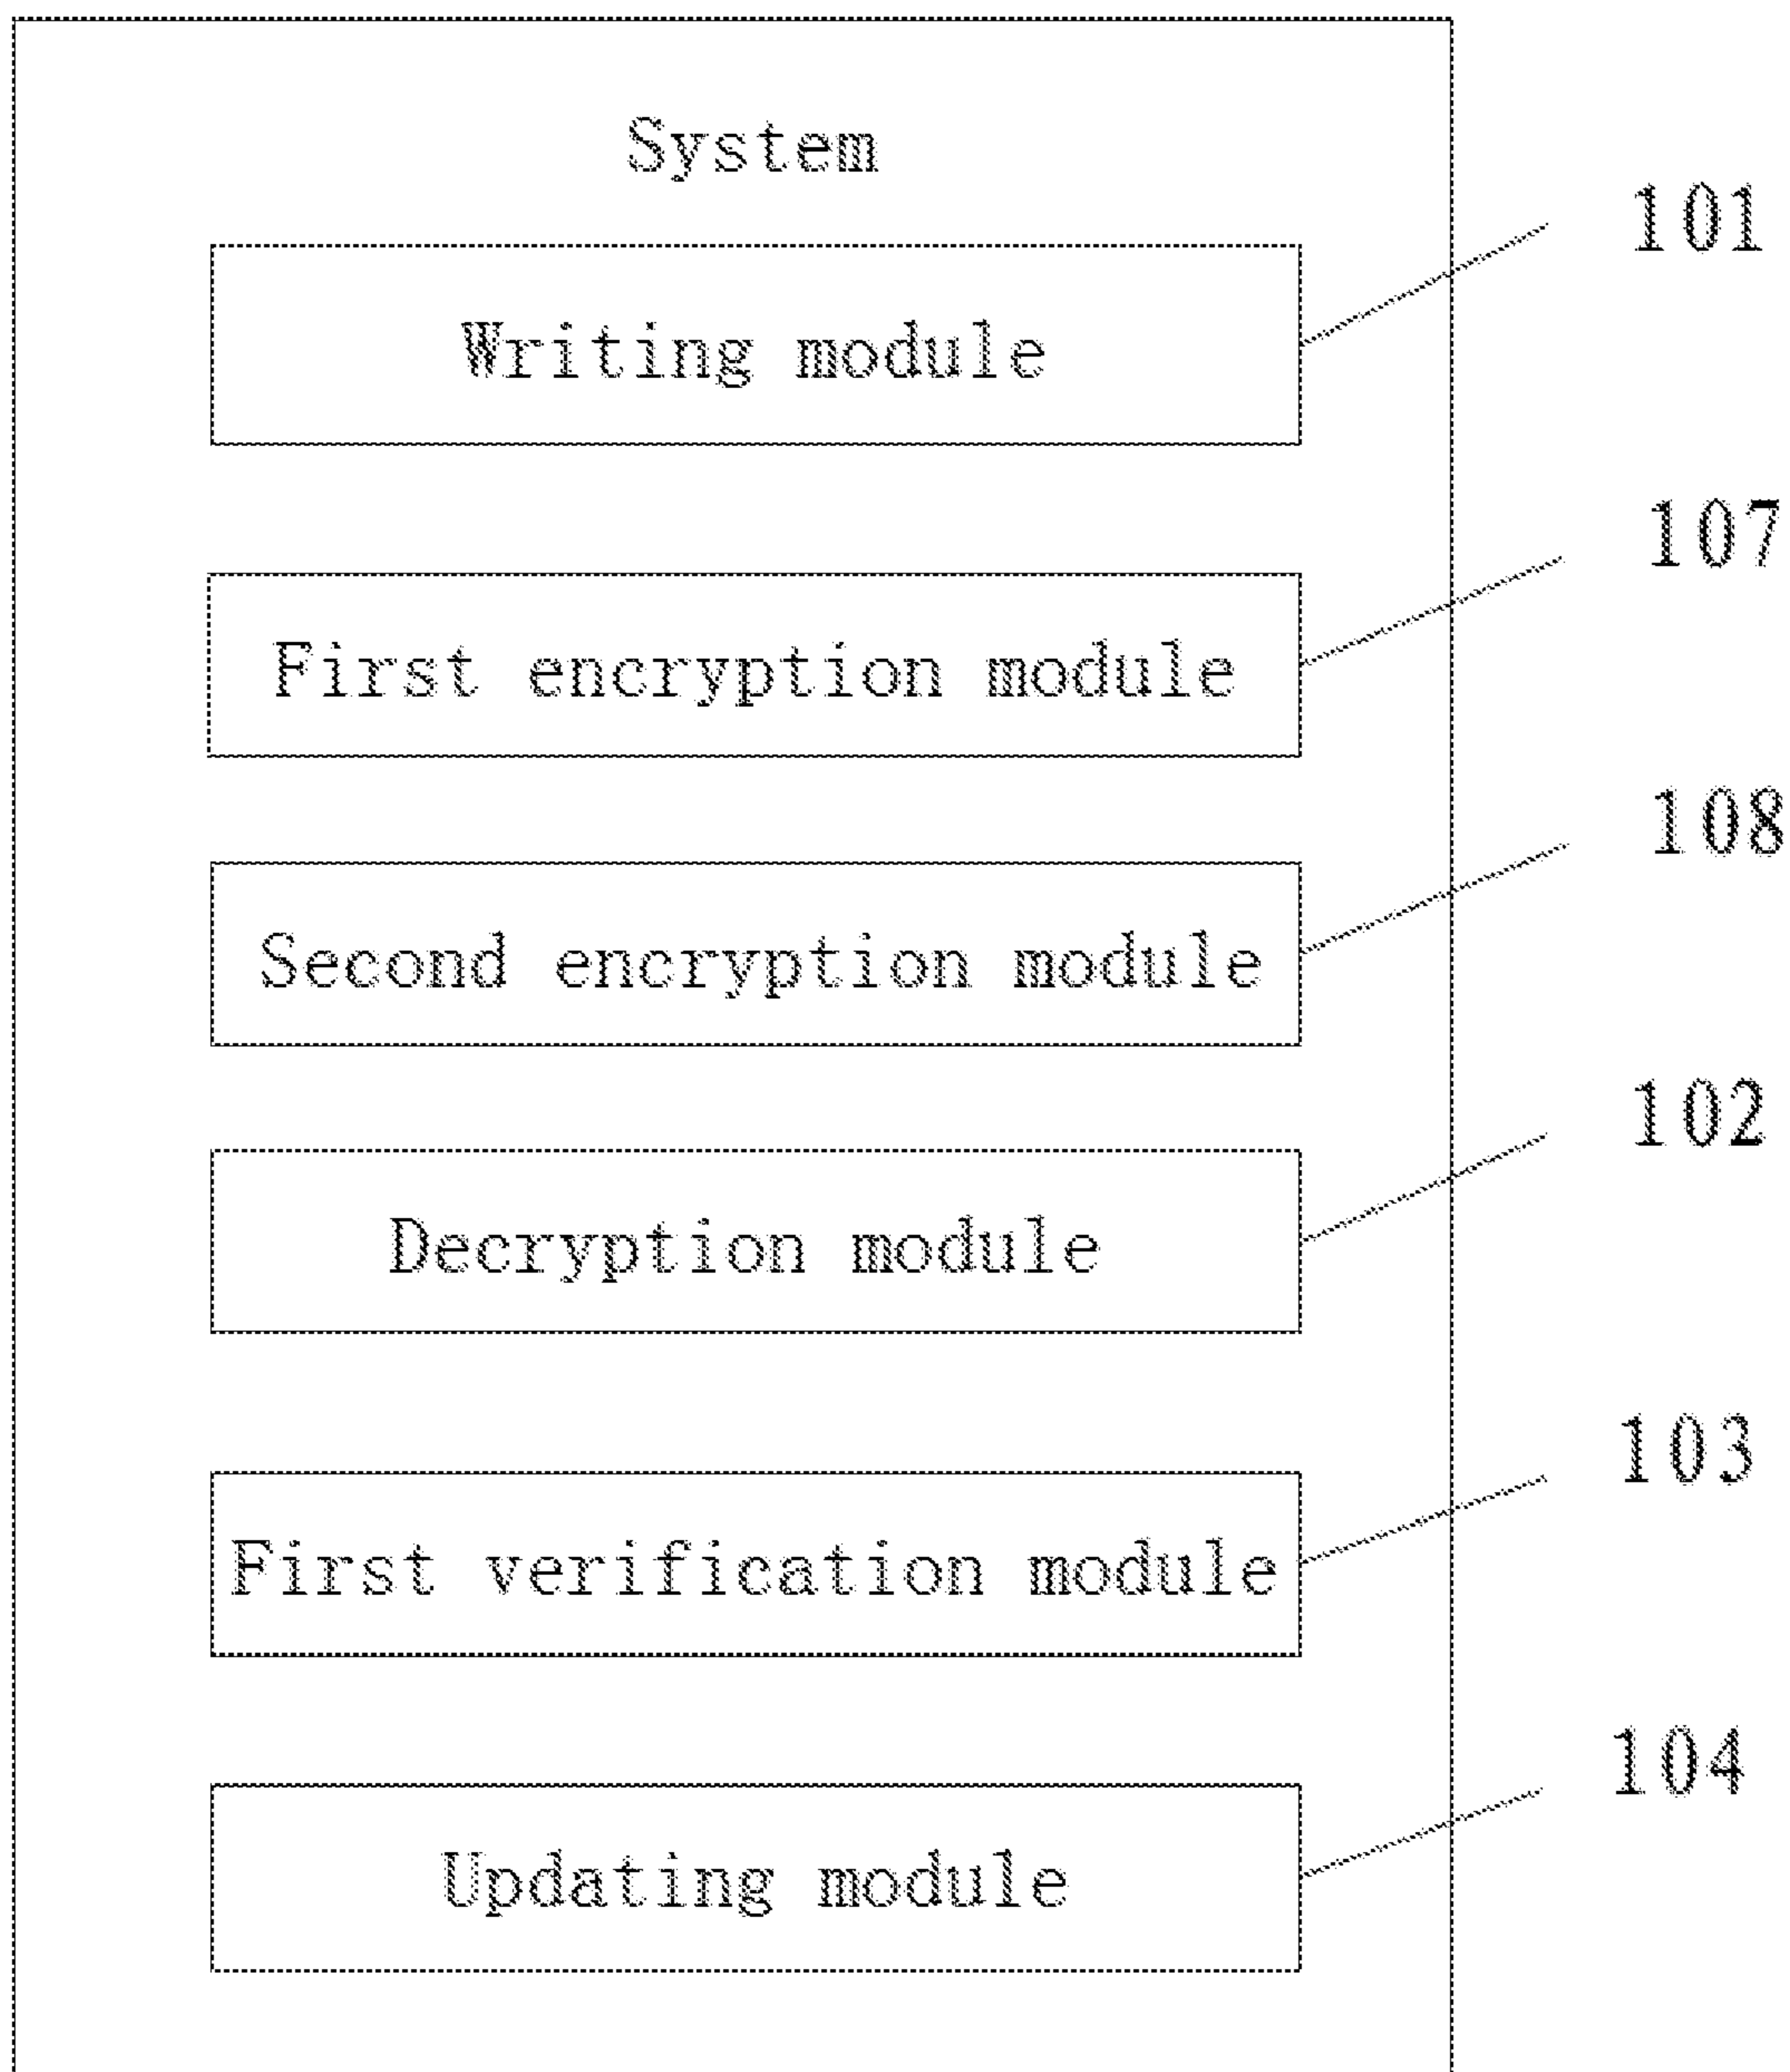 System
101
Writing module
107
First encryption module
108
Second encryption module
102
Decryption module
103
First verification module
104
Updating module